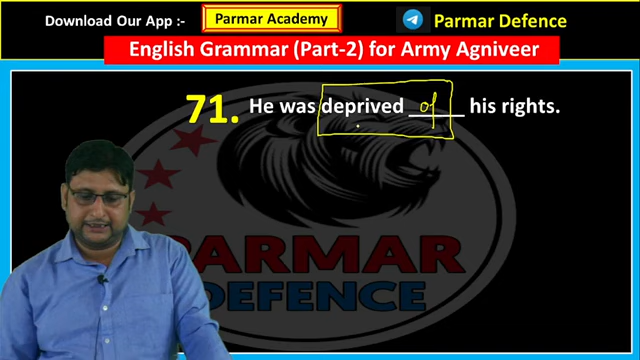 Download Our App :- Parmar Academy Parmar Defence
English Grammar (Part-2) for Army Agniveer
71. He was deprived of his rights.
PARMAR
DEFENCE